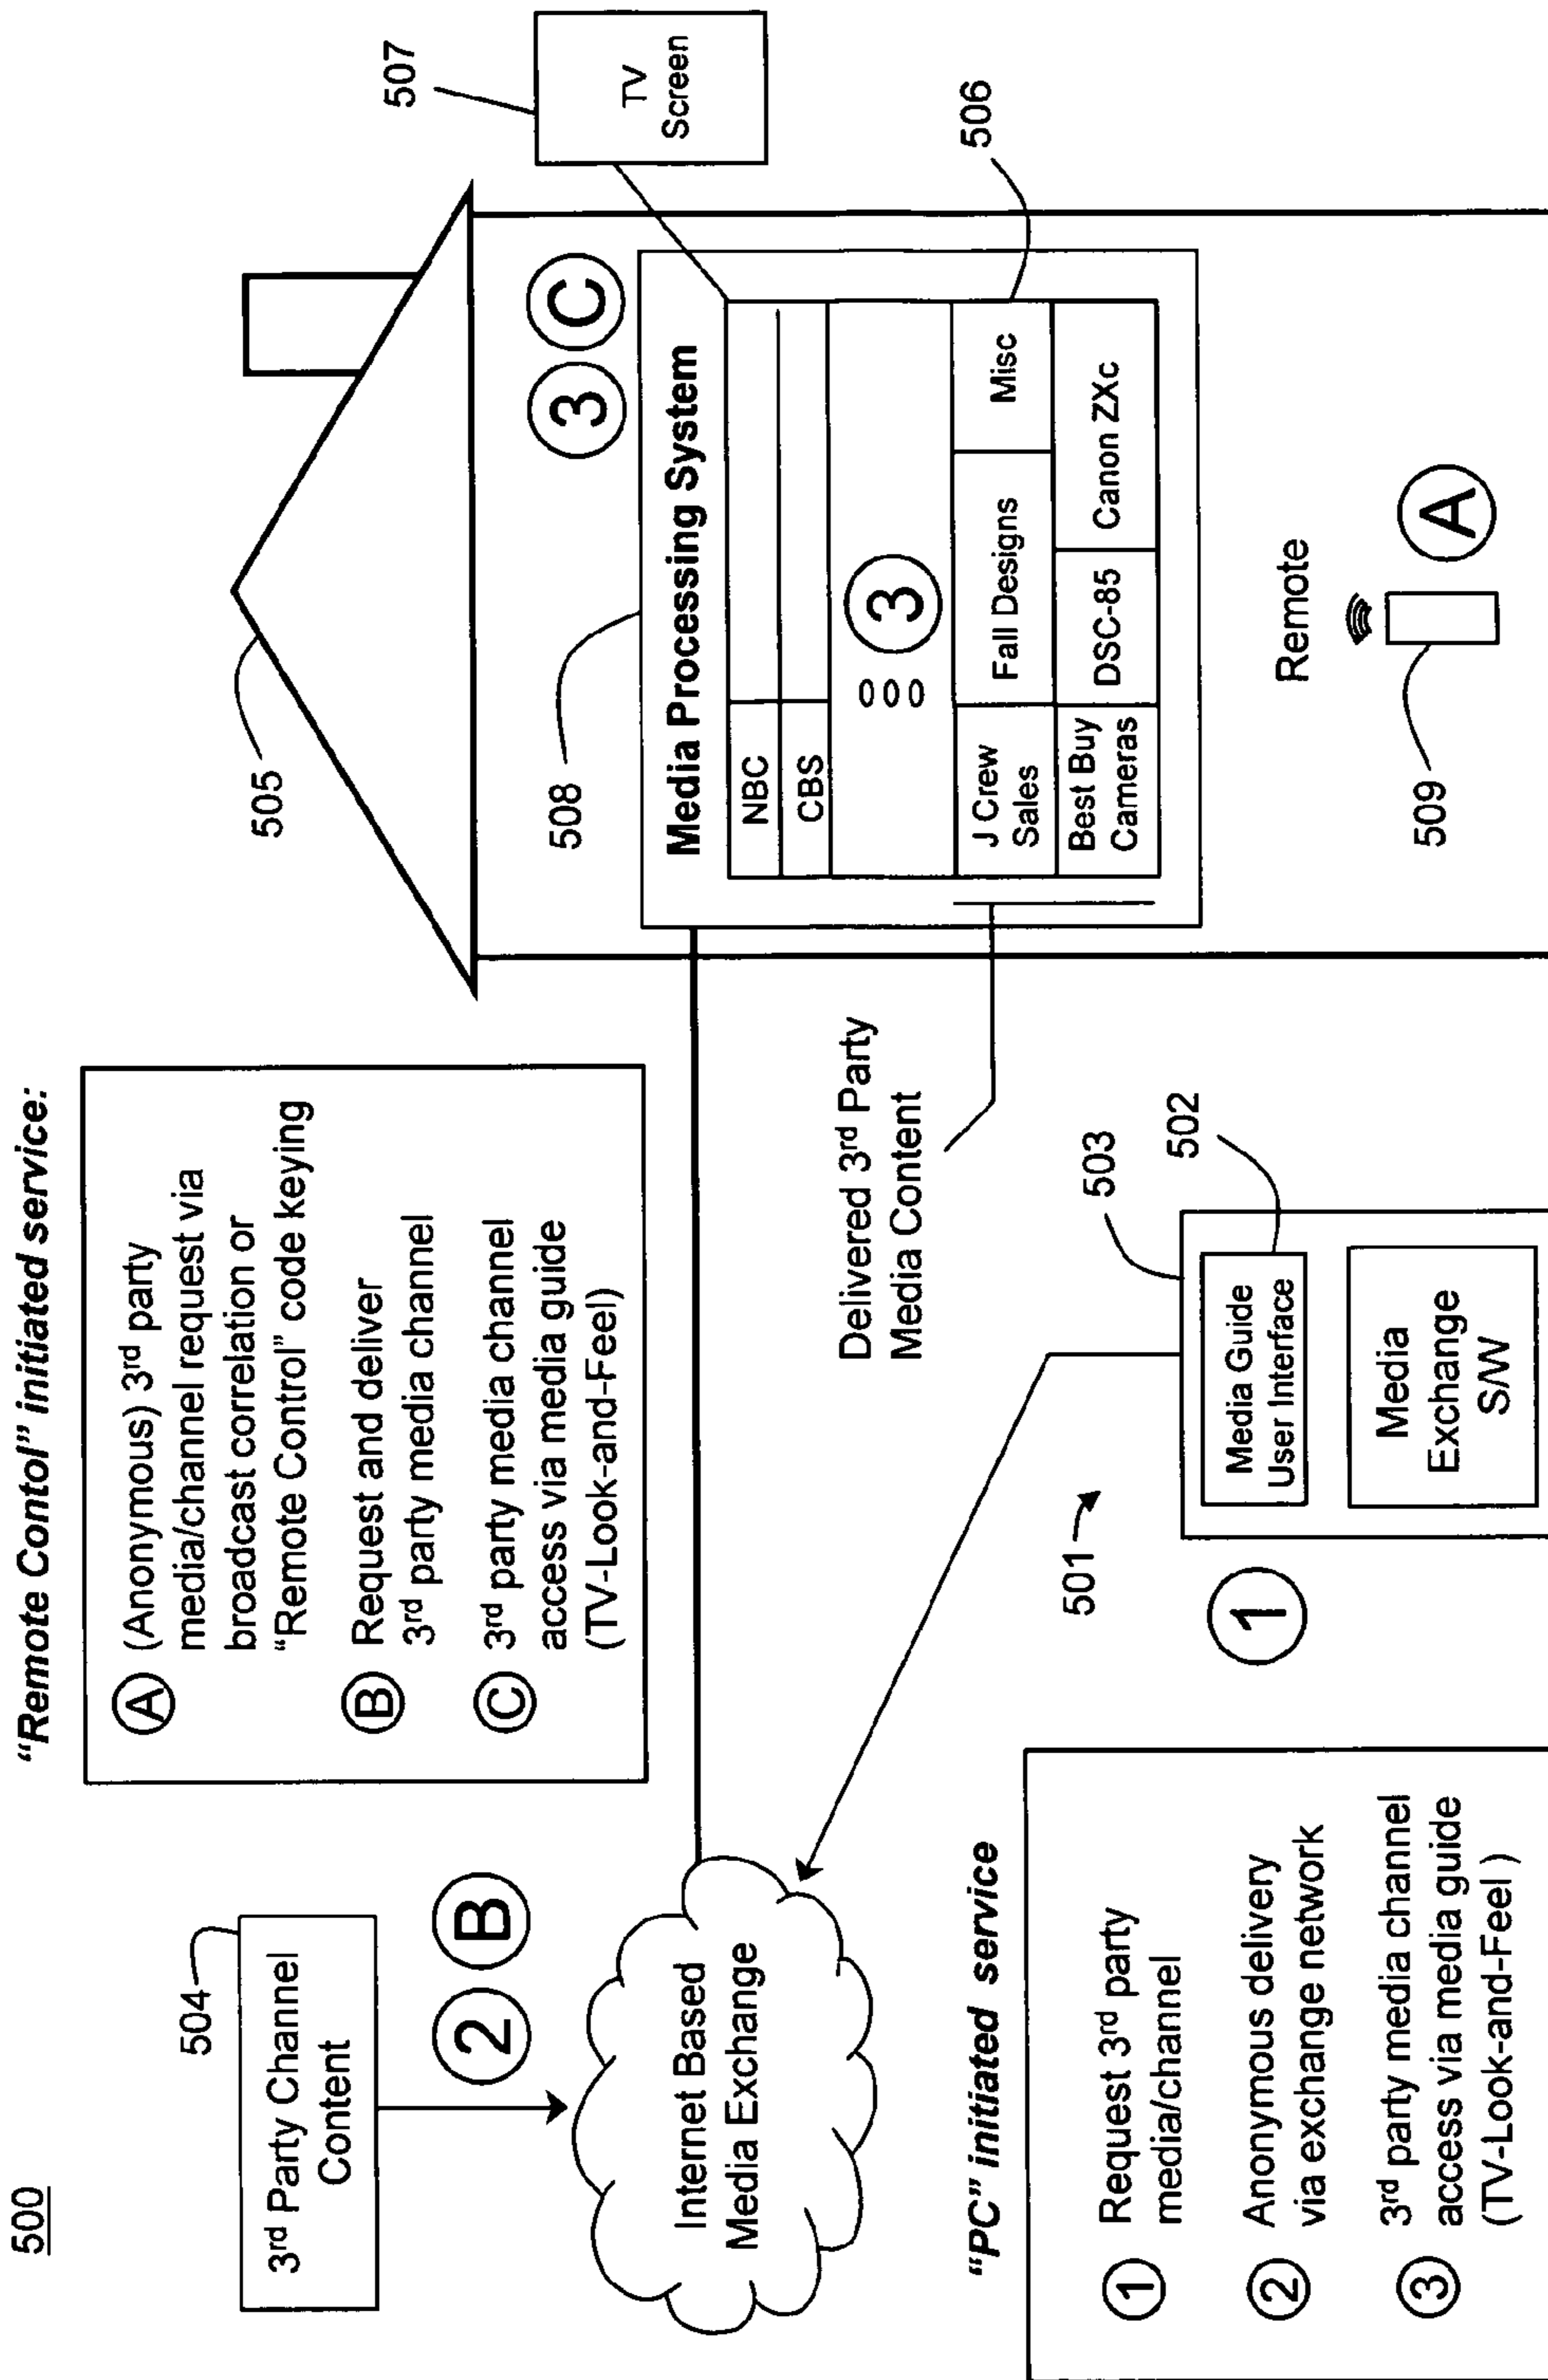 500
"Remote Contol" initiated service:
A (Anonymous) 3rd party
media/channel request via
broadcast correlation or
"Remote Control" code keying
B Request and deliver
3rd party media channel
C 3rd party media channel
access via media guide
(TV-Look-and-Feel)
504
3rd Party Channel
Content
2 B
Internet Based
Media Exchange
505
507
TV
Screen
3 C
508
Media Processing System
NBC
CBS
3
J Crew
Sales
Fall Designs
Misc
Best Buy
Cameras
DSC-85
Canon ZXc
506
Delivered 3rd Party
Media Content
Remote
A
509
"PC" initiated service
1 Request 3rd party
media/channel
2 Anonymous delivery
via exchange network
3 3rd party media channel
access via media guide
(TV-Look-and-Feel )
501
1
503
502
Media Guide
User Interface
Media
Exchange
S/W